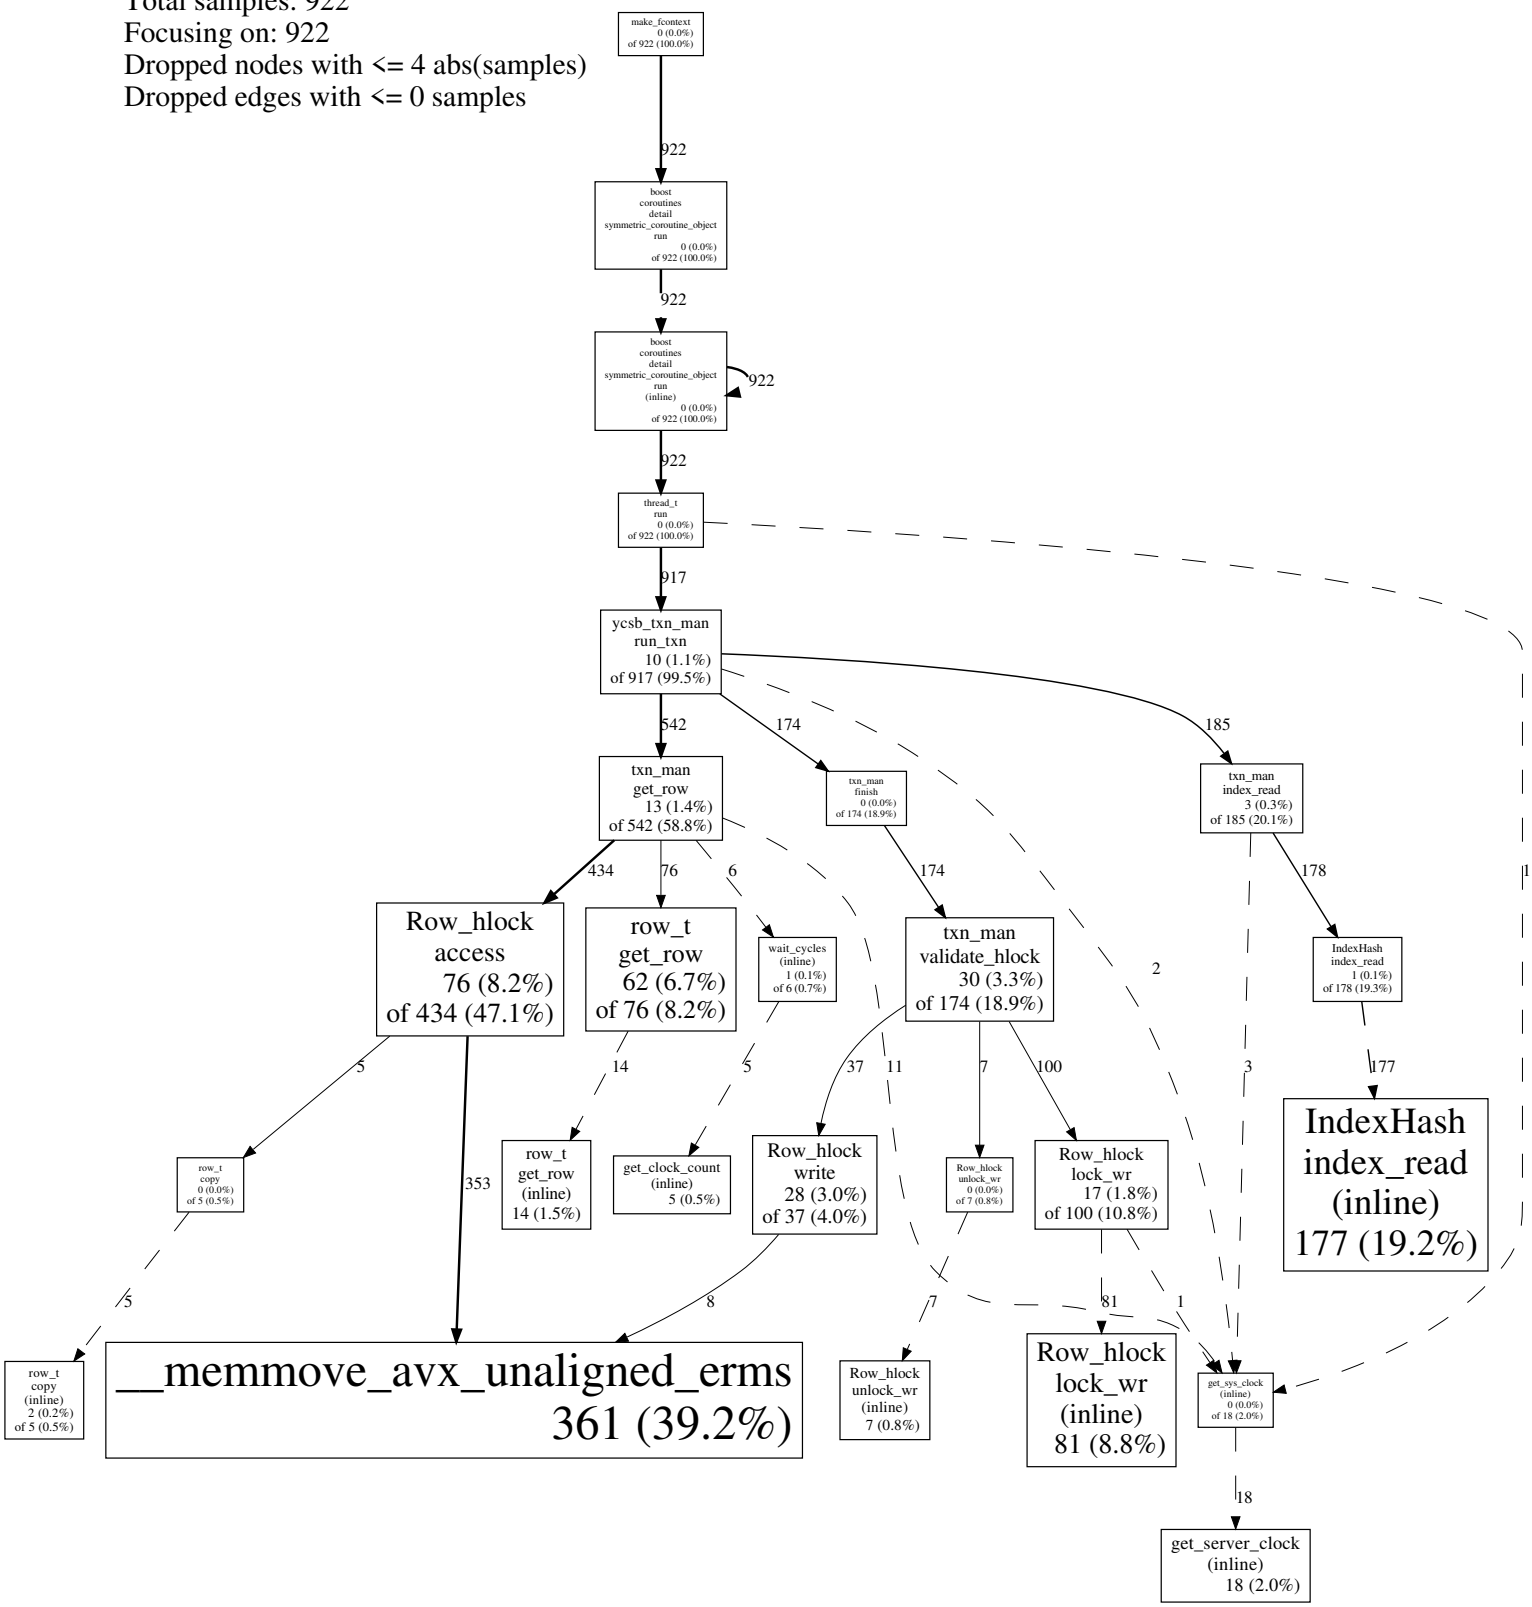 Total samples: 922
Focusing on: 922
Dropped nodes with <= 4 abs(samples)
Dropped edges with <= 0 samples
make_fcontext
0 (0.0%)
of 922 (100.0%)
922
boost
coroutines
detail
symmetric_coroutine_object
run
0 (0.0%)
of 922 (100.0%)
922
boost
coroutines
detail
symmetric_coroutine_object
run
(inline)
0 (0.0%)
of 922 (100.0%)
922
922
thread_t
run
0 (0.0%)
of 922 (100.0%)
917
1
ycsb_txn_man
run_txn
10 (1.1%)
of 917 (99.5%)
542
174
2
185
txn_man
get_row
13 (1.4%)
of 542 (58.8%)
txn_man
finish
0 (0.0%)
of 174 (18.9%)
txn_man
index_read
3 (0.3%)
of 185 (20.1%)
434
76
6
11
174
3
178
Row_hlock
access
76 (8.2%)
of 434 (47.1%)
row_t
get_row
62 (6.7%)
of 76 (8.2%)
wait_cycles
(inline)
1 (0.1%)
of 6 (0.7%)
txn_man
validate_hlock
30 (3.3%)
of 174 (18.9%)
IndexHash
index_read
1 (0.1%)
of 178 (19.3%)
5
353
14
5
37
7
100
177
row_t
copy
0 (0.0%)
of 5 (0.5%)
row_t
get_row
(inline)
14 (1.5%)
get_clock_count
(inline)
5 (0.5%)
Row_hlock
write
28 (3.0%)
of 37 (4.0%)
Row_hlock
unlock_wr
0 (0.0%)
of 7 (0.8%)
Row_hlock
lock_wr
17 (1.8%)
of 100 (10.8%)
IndexHash
index_read
(inline)
177 (19.2%)
5
8
7
81
1
row_t
copy
(inline)
2 (0.2%)
of 5 (0.5%)
__memmove_avx_unaligned_erms
361 (39.2%)
Row_hlock
unlock_wr
(inline)
7 (0.8%)
Row_hlock
lock_wr
(inline)
81 (8.8%)
get_sys_clock
(inline)
0 (0.0%)
of 18 (2.0%)
18
get_server_clock
(inline)
18 (2.0%)